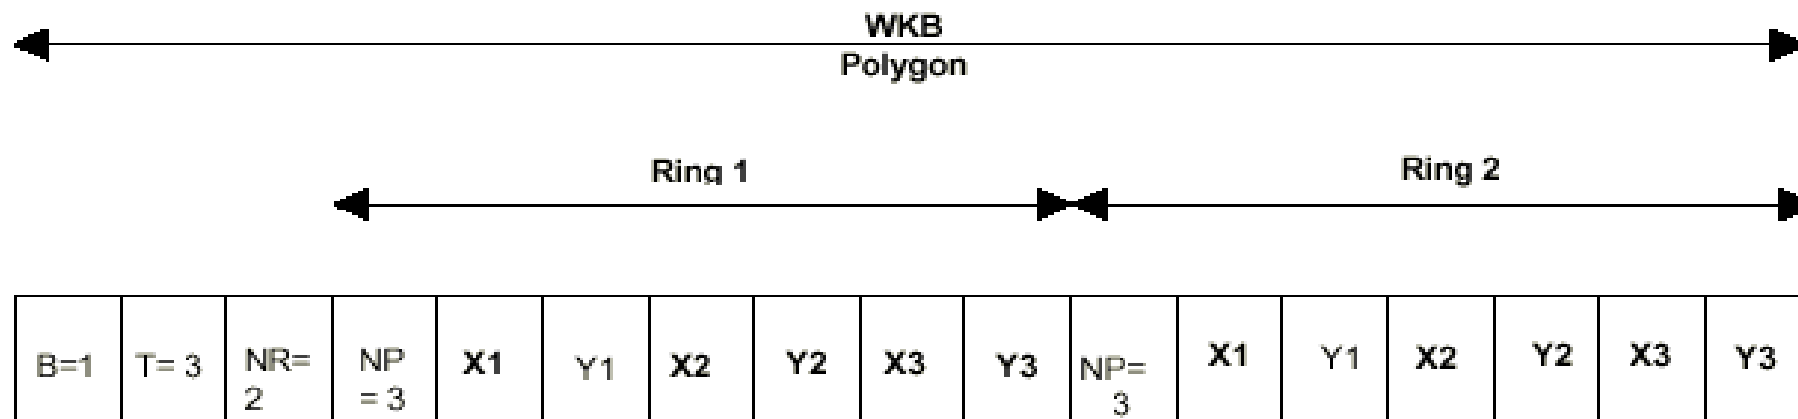 WKB
Polygon
Ring 1 Ring 2
B=1 T= 3 NR= NP X1 Y1 X2 Y2 X3 Y3 NP= X1 Y1 X2 Y2 X3 Y3
2 = 3 3